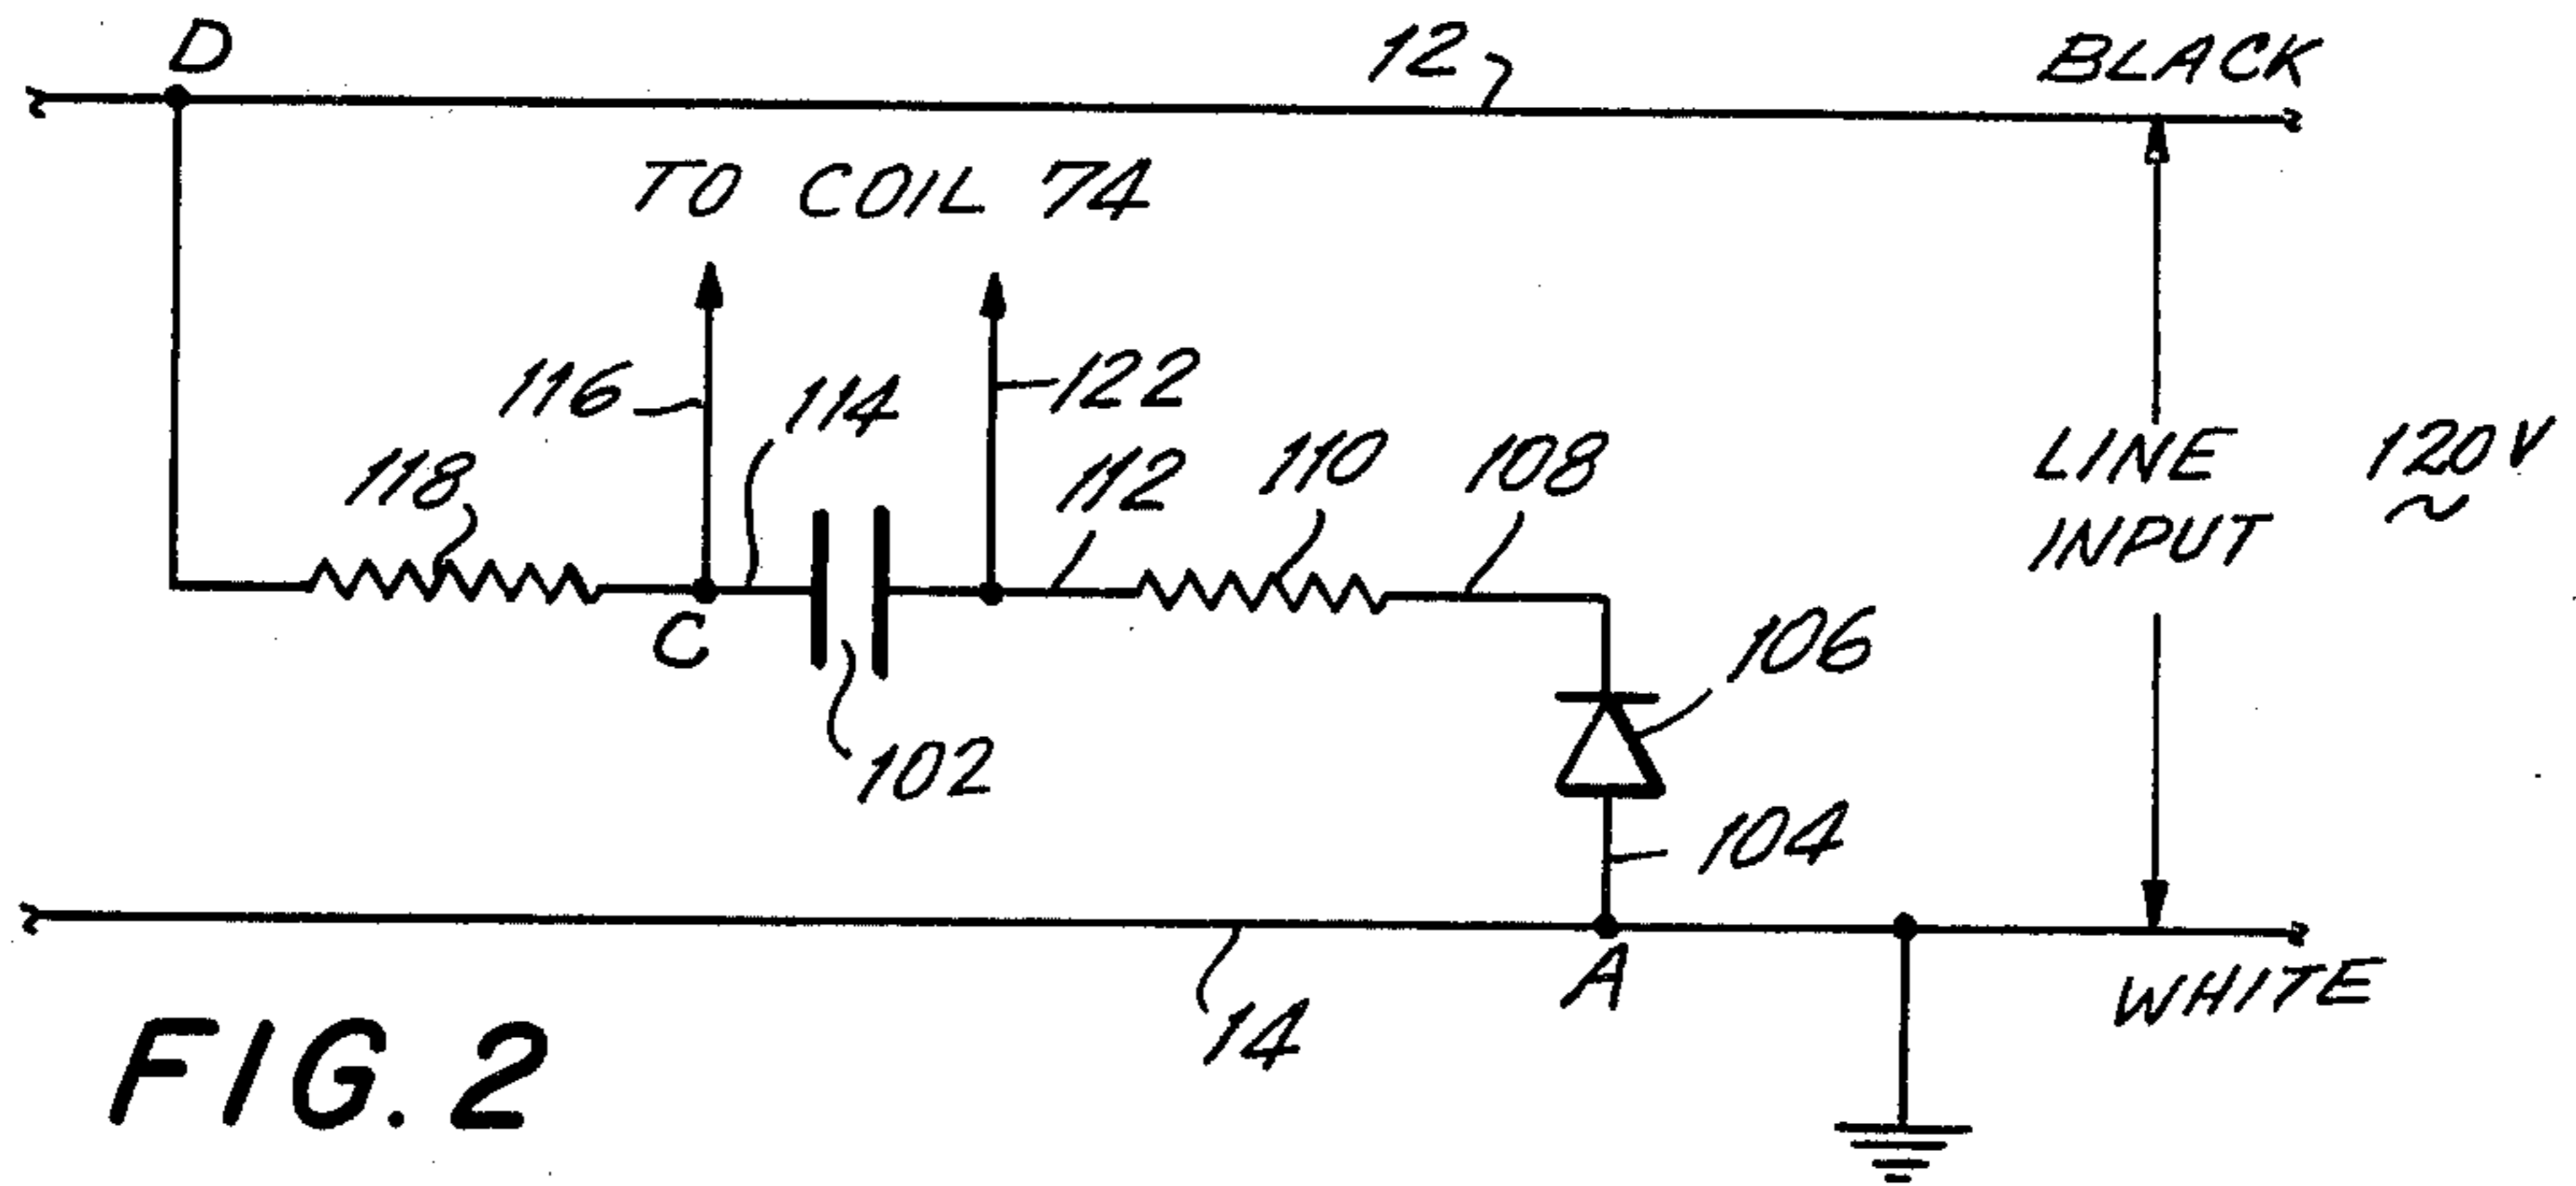 D
12
BLACK
TO COIL 74
116
114
122
118
112
110
108
LINE
INPUT
120V
~
C
106
102
104
A
WHITE
14
FIG. 2